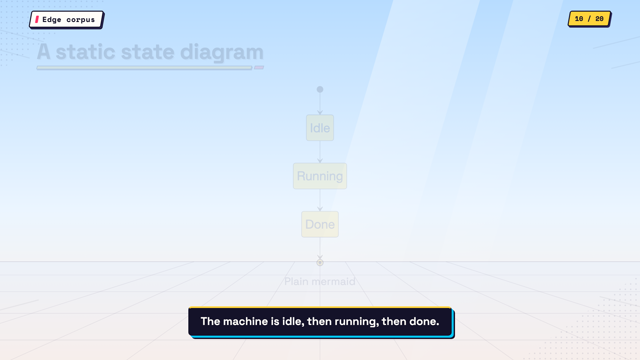 Edge corpus
10 / 20
A static state diagram
Idle
Running
Done
Plain mermaid
The machine is idle, then running, then done.